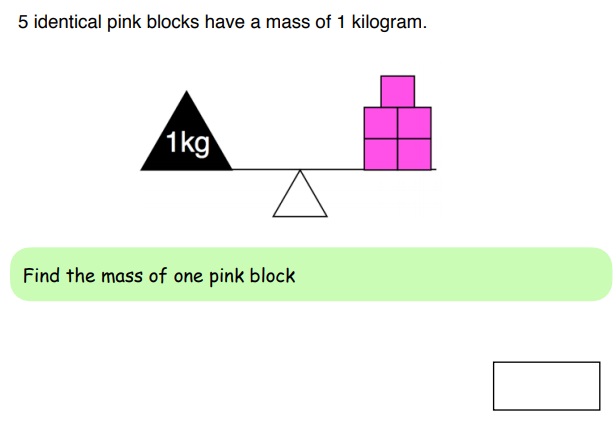 5 identical pink blocks have a mass of 1 kilogram.
1kg
Find the mass of one pink block